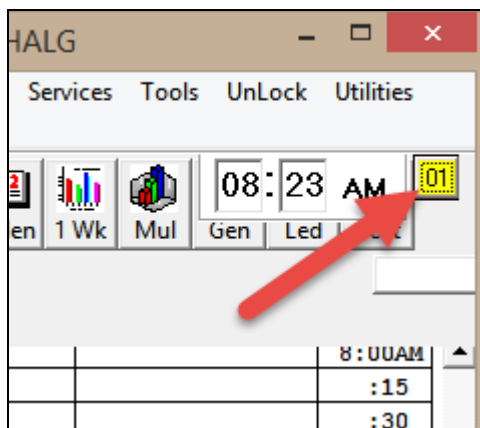 HALG
Services Tools UnLock Utilities
08:23 AM 01
en 1 Wk Mul Gen Led
8:00AM
:15
:30